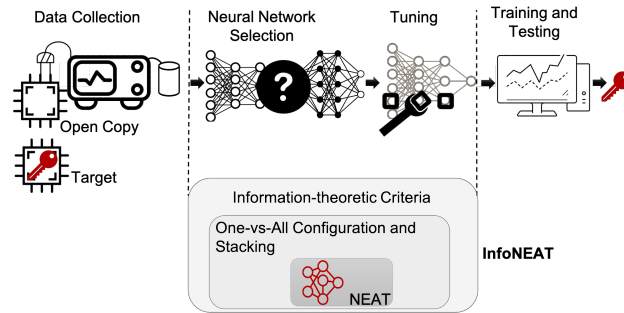 Data Collection
Neural Network
Selection
Tuning
Training and
Testing
?
Open Copy
Target
Information-theoretic Criteria
One-vs-All Configuration and
Stacking
NEAT
InfoNEAT